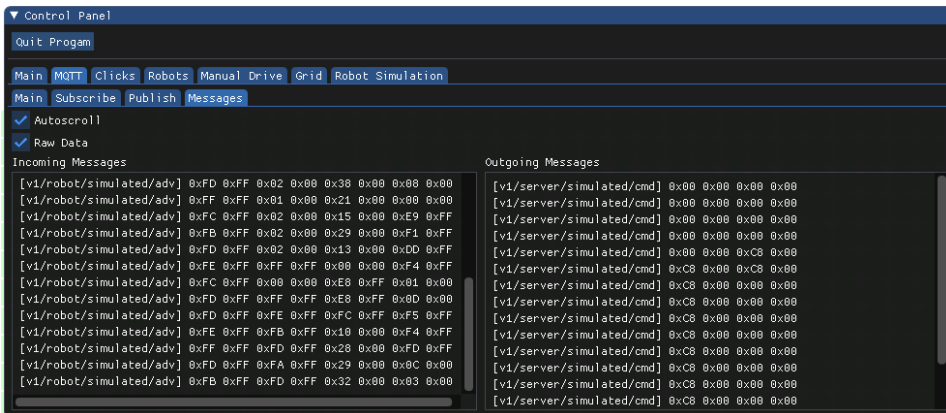 ▼ Control Panel
Quit Progam
Main MQTT Clicks Robots Manual Drive Grid Robot Simulation
Main Subscribe Publish Messages
Autoscroll
Raw Data
Incoming Messages
[v1/robot/simulated/adv] 0xFD 0xFF 0x02 0x00 0x38 0x00 0x08 0x00
[v1/robot/simulated/adv] 0xFF 0xFF 0x01 0x00 0x21 0x00 0x00 0x00
[v1/robot/simulated/adv] 0xFC 0xFF 0x02 0x00 0x15 0x00 0xE9 0xFF
[v1/robot/simulated/adv] 0xFB 0xFF 0x02 0x00 0x29 0x00 0xF1 0xFF
[v1/robot/simulated/adv] 0xFD 0xFF 0x02 0x00 0x13 0x00 0xDD 0xFF
[v1/robot/simulated/adv] 0xFE 0xFF 0xFF 0xFF 0x00 0x00 0xF4 0xFF
[v1/robot/simulated/adv] 0xFC 0xFF 0x00 0x00 0xE8 0xFF 0x01 0x00
[v1/robot/simulated/adv] 0xFD 0xFF 0xFF 0xFF 0xE8 0xFF 0x0D 0x00
[v1/robot/simulated/adv] 0xFD 0xFF 0xFE 0xFF 0xFC 0xFF 0xF5 0xFF
[v1/robot/simulated/adv] 0xFE 0xFF 0xFB 0xFF 0x10 0x00 0xF4 0xFF
[v1/robot/simulated/adv] 0xFF 0xFF 0xFD 0xFF 0x28 0x00 0xFD 0xFF
[v1/robot/simulated/adv] 0xFD 0xFF 0xFA 0xFF 0x29 0x00 0x0C 0x00
[v1/robot/simulated/adv] 0xFB 0xFF 0xFD 0xFF 0x32 0x00 0x03 0x00
Outgoing Messages
[v1/server/simulated/cmd] 0x00 0x00 0x00 0x00
[v1/server/simulated/cmd] 0x00 0x00 0x00 0x00
[v1/server/simulated/cmd] 0x00 0x00 0x00 0x00
[v1/server/simulated/cmd] 0x00 0x00 0x00 0x00
[v1/server/simulated/cmd] 0x00 0x00 0xC8 0x00
[v1/server/simulated/cmd] 0xC8 0x00 0xC8 0x00
[v1/server/simulated/cmd] 0xC8 0x00 0x00 0x00
[v1/server/simulated/cmd] 0xC8 0x00 0x00 0x00
[v1/server/simulated/cmd] 0xC8 0x00 0x00 0x00
[v1/server/simulated/cmd] 0xC8 0x00 0x00 0x00
[v1/server/simulated/cmd] 0xC8 0x00 0x00 0x00
[v1/server/simulated/cmd] 0xC8 0x00 0x00 0x00
[v1/server/simulated/cmd] 0xC8 0x00 0x00 0x00
[v1/server/simulated/cmd] 0xC8 0x00 0x00 0x00